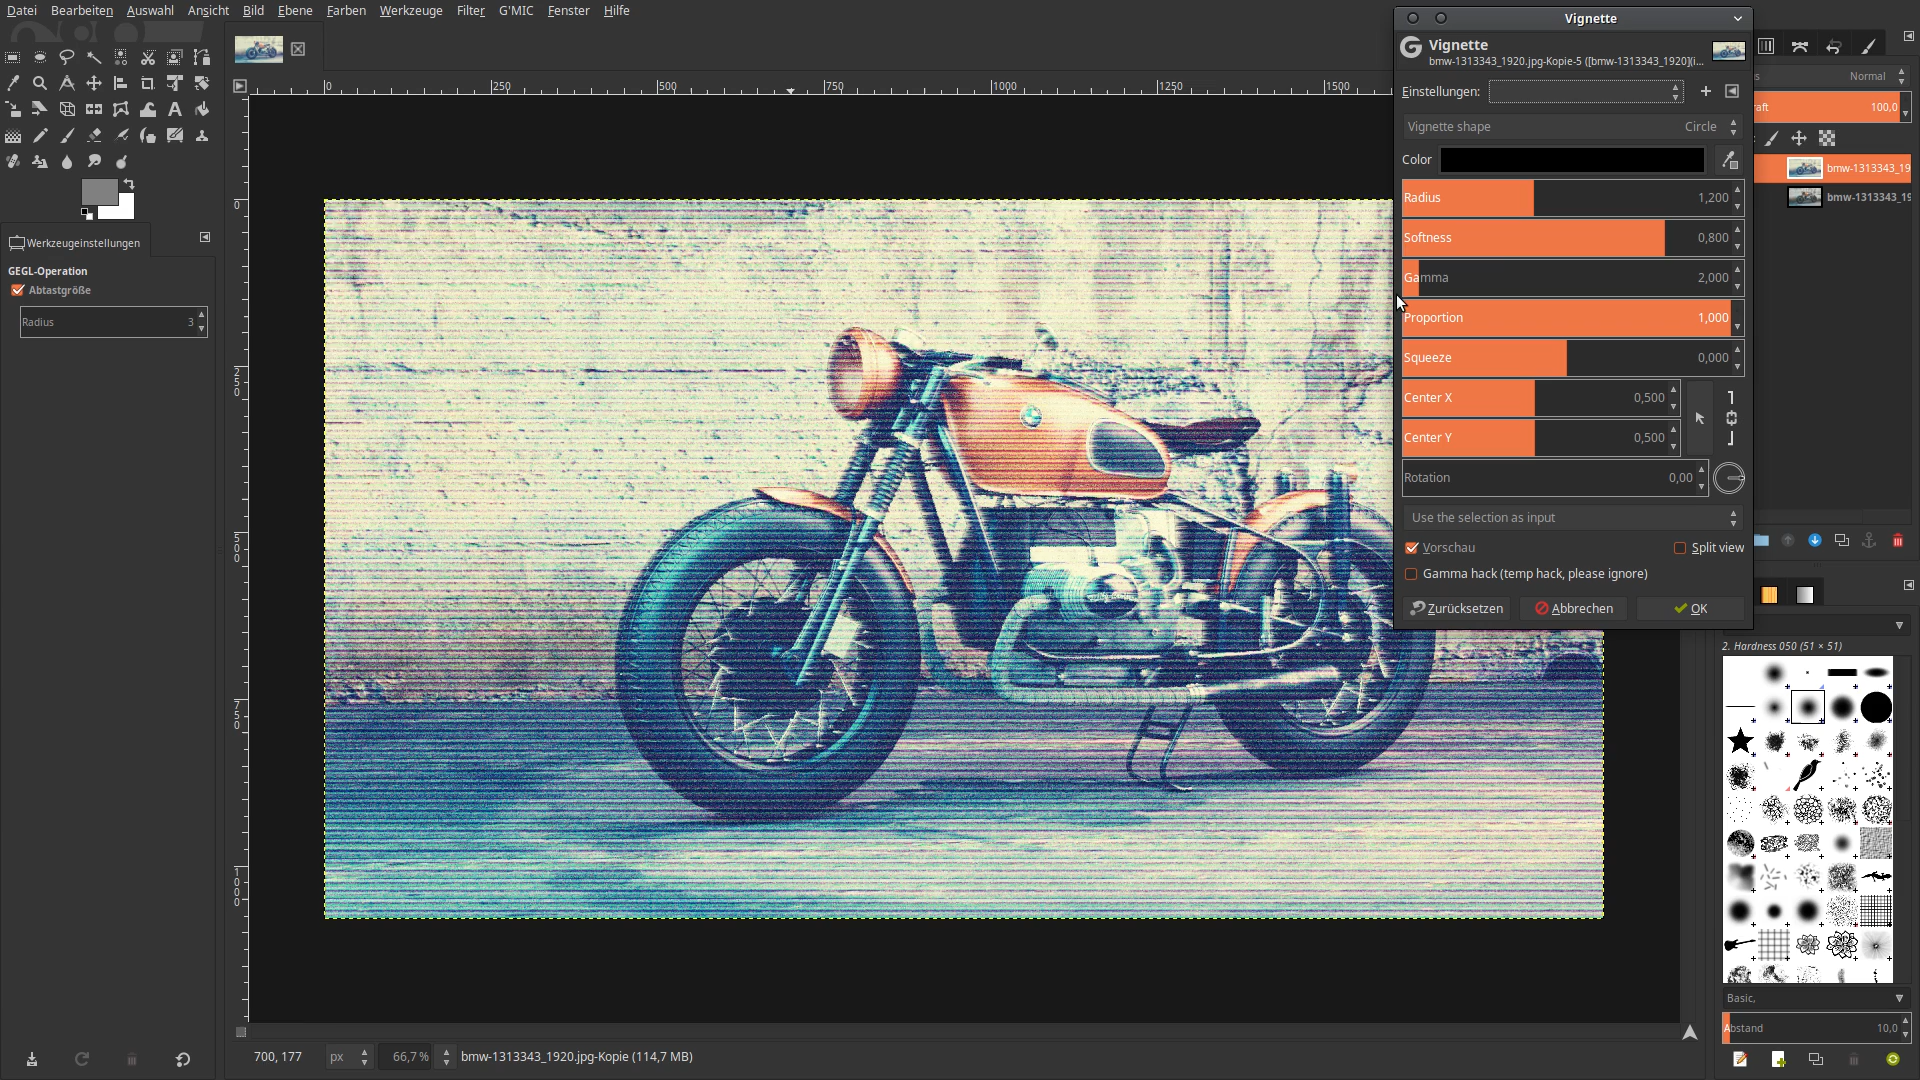 Datei Bearbeiten Auswahl Ansicht Bild Ebene Farben Werkzeuge Filter G'MIC Fenster Hilfe
Werkzeugeinstellungen
GEGL-Operation
Abtastgröße
Radius 3
0 250 500 750 1000 1250 1500
0
250
500
750
1000
Vignette
Vignette
bmw-1313343_1920.jpg-Kopie-5 ([bmw-1313343_1920](i...
Einstellungen:
Vignette shape Circle
Color
Radius 1,200
Softness 0,800
Gamma 2,000
Proportion 1,000
Squeeze 0,000
Center X 0,500
Center Y 0,500
Rotation 0,00
Use the selection as input
Vorschau Split view
Gamma hack (temp hack, please ignore)
Zurücksetzen Abbrechen OK
Normal
100,0
bmw-1313343_19
bmw-1313343_19
2. Hardness 050 (51 × 51)
Basic,
Abstand 10,0
700, 177 px 66,7 % bmw-1313343_1920.jpg-Kopie (114,7 MB)